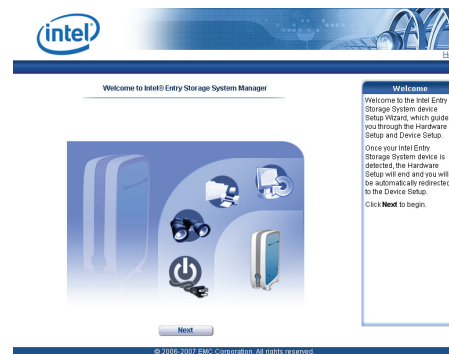 intel
H
Welcome to Intel® Entry Storage System Manager
Welcome
Welcome to the Intel Entry
Storage System device
Setup Wizard, which guide
you through the Hardware
Setup and Device Setup.
Once your Intel Entry
Storage System device is
detected, the Hardware
Setup will end and you will
be automatically redirected
to the Device Setup.
Click Next to begin.
Next
© 2006-2007 EMC Corporation. All rights reserved.